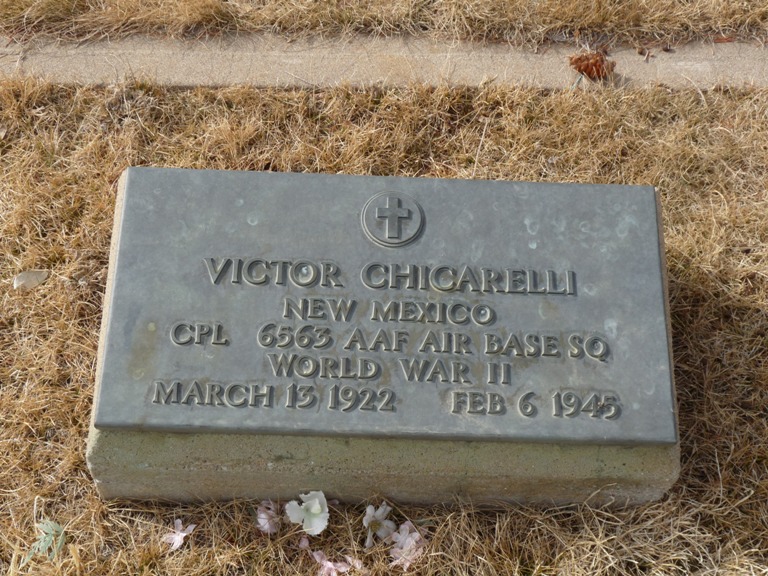 VICTOR CHICARELLI
NEW MEXICO
CPL 6563 AAF AIR BASE SQ
WORLD WAR II
MARCH 13 1922 FEB 6 1945